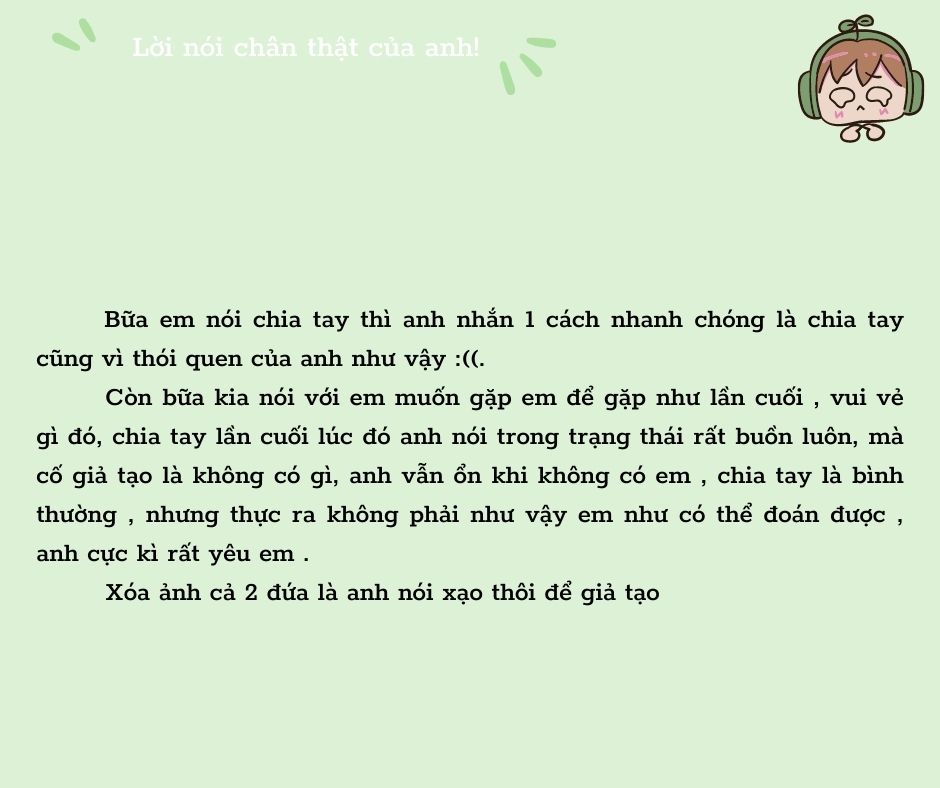 Lời nói chân thật của anh!
Bữa em nói chia tay thì anh nhắn 1 cách nhanh chóng là chia tay
cũng vì thói quen của anh như vậy :((.
Còn bữa kia nói với em muốn gặp em để gặp như lần cuối , vui vẻ
gì đó, chia tay lần cuối lúc đó anh nói trong trạng thái rất buồn luôn, mà
cố giả tạo là không có gì, anh vẫn ổn khi không có em , chia tay là bình
thường , nhưng thực ra không phải như vậy em như có thể đoán được ,
anh cực kì rất yêu em .
Xóa ảnh cả 2 đứa là anh nói xạo thôi để giả tạo